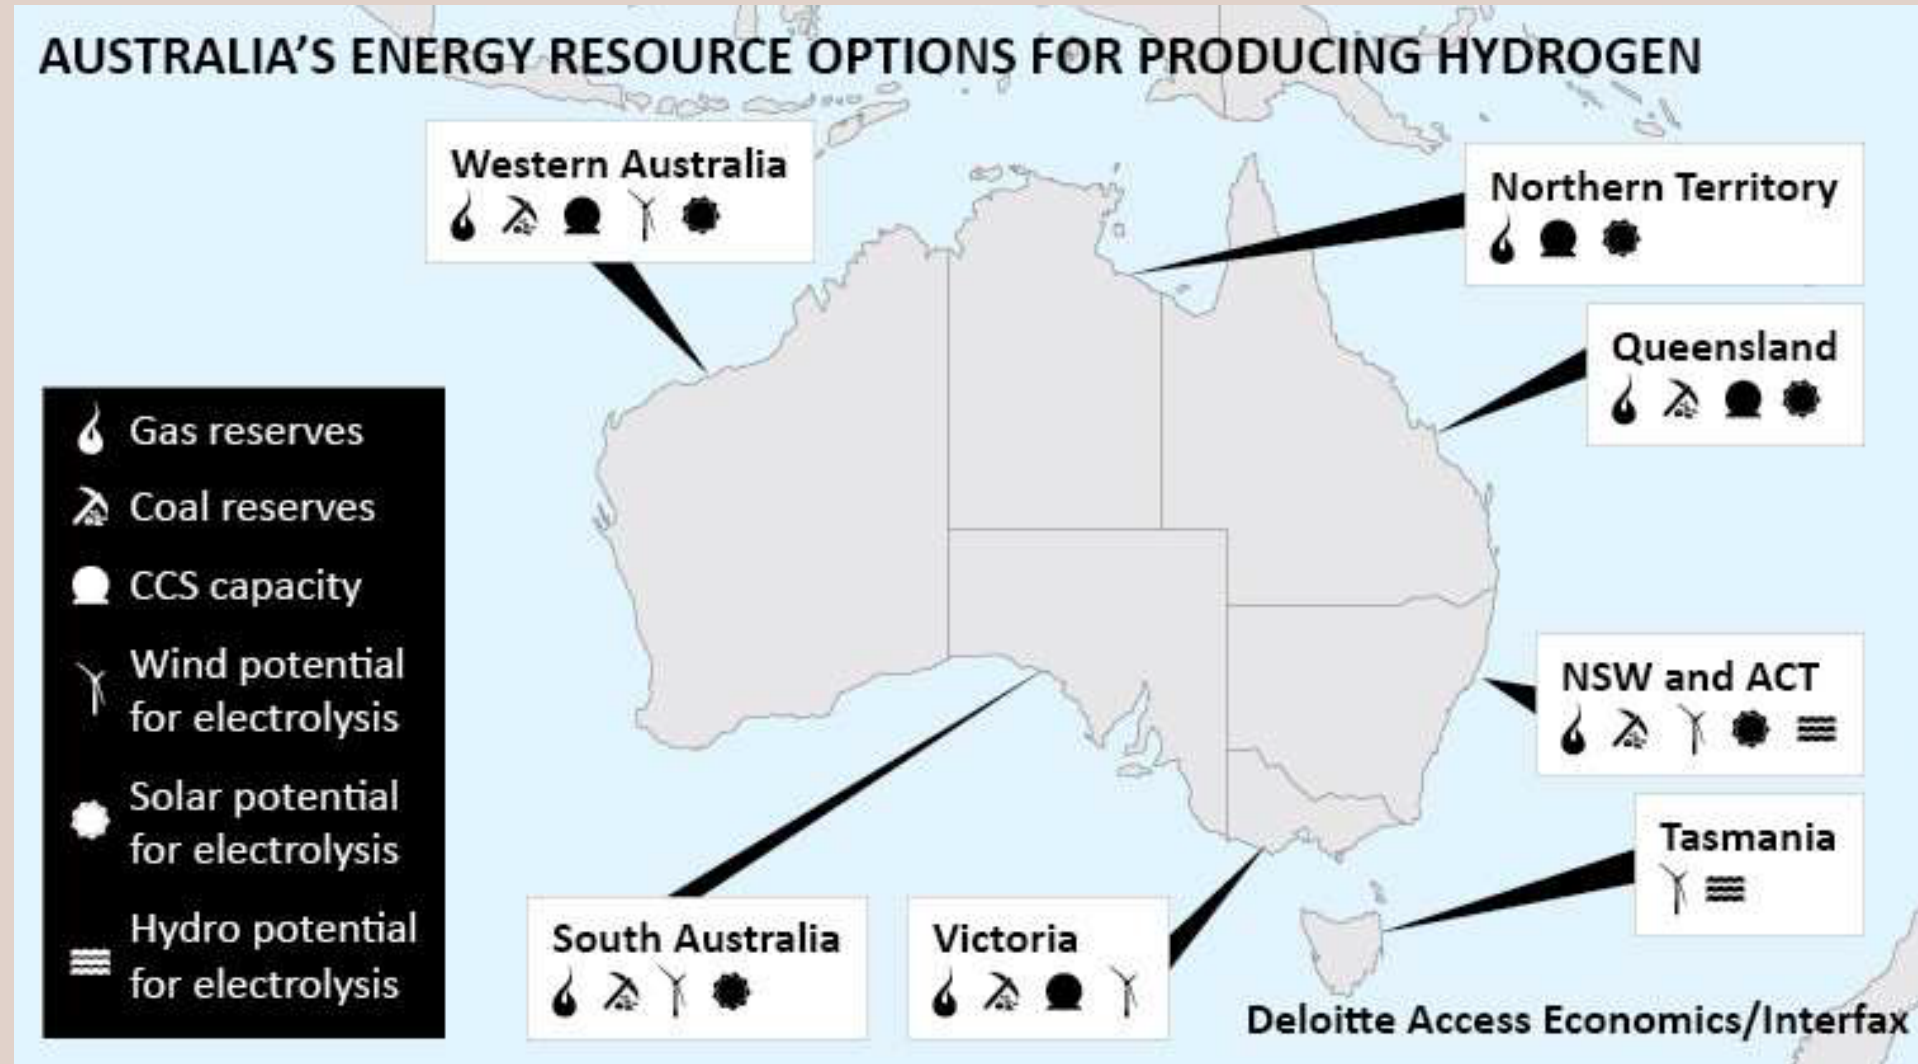 AUSTRALIA'S ENERGY RESOURCE OPTIONS FOR PRODUCING HYDROGEN
Western Australia
Northern Territory
Queensland
NSW and ACT
Tasmania
South Australia
Victoria
Gas reserves
Coal reserves
CCS capacity
Wind potential
for electrolysis
Solar potential
for electrolysis
Hydro potential
for electrolysis
Deloitte Access Economics/Interfax